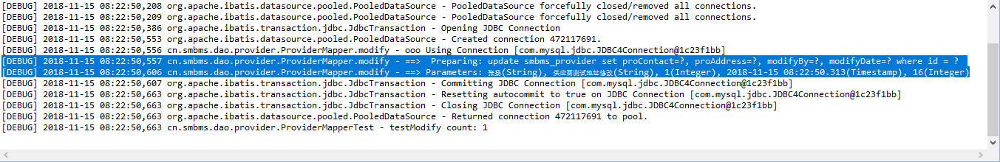 [DEBUG] 2018-11-15 08:22:50,208 org.apache.ibatis.datasource.pooled.PooledDataSource - PooledDataSource forcefully closed/removed all connections.
[DEBUG] 2018-11-15 08:22:50,209 org.apache.ibatis.datasource.pooled.PooledDataSource - PooledDataSource forcefully closed/removed all connections.
[DEBUG] 2018-11-15 08:22:50,386 org.apache.ibatis.transaction.jdbc.JdbcTransaction - Opening JDBC Connection
[DEBUG] 2018-11-15 08:22:50,553 org.apache.ibatis.datasource.pooled.PooledDataSource - Created connection 472117691.
[DEBUG] 2018-11-15 08:22:50,556 cn.smbms.dao.provider.ProviderMapper.modify - ooo Using Connection [com.mysql.jdbc.JDBC4Connection@1c23f1bb]
[DEBUG] 2018-11-15 08:22:50,557 cn.smbms.dao.provider.ProviderMapper.modify - ==>  Preparing: update smbms_provider set proContact=?, proAddress=?, modifyBy=?, modifyDate=? where id = ?
[DEBUG] 2018-11-15 08:22:50,606 cn.smbms.dao.provider.ProviderMapper.modify - ==> Parameters: 张扬(String), 供应商测试地址修改(String), 1(Integer), 2018-11-15 08:22:50.313(Timestamp), 16(Integer)
[DEBUG] 2018-11-15 08:22:50,607 org.apache.ibatis.transaction.jdbc.JdbcTransaction - Committing JDBC Connection [com.mysql.jdbc.JDBC4Connection@1c23f1bb]
[DEBUG] 2018-11-15 08:22:50,663 org.apache.ibatis.transaction.jdbc.JdbcTransaction - Resetting autocommit to true on JDBC Connection [com.mysql.jdbc.JDBC4Connection@1c23f1bb]
[DEBUG] 2018-11-15 08:22:50,663 org.apache.ibatis.transaction.jdbc.JdbcTransaction - Closing JDBC Connection [com.mysql.jdbc.JDBC4Connection@1c23f1bb]
[DEBUG] 2018-11-15 08:22:50,663 org.apache.ibatis.datasource.pooled.PooledDataSource - Returned connection 472117691 to pool.
[DEBUG] 2018-11-15 08:22:50,663 cn.smbms.dao.provider.ProviderMapperTest - testModify count: 1